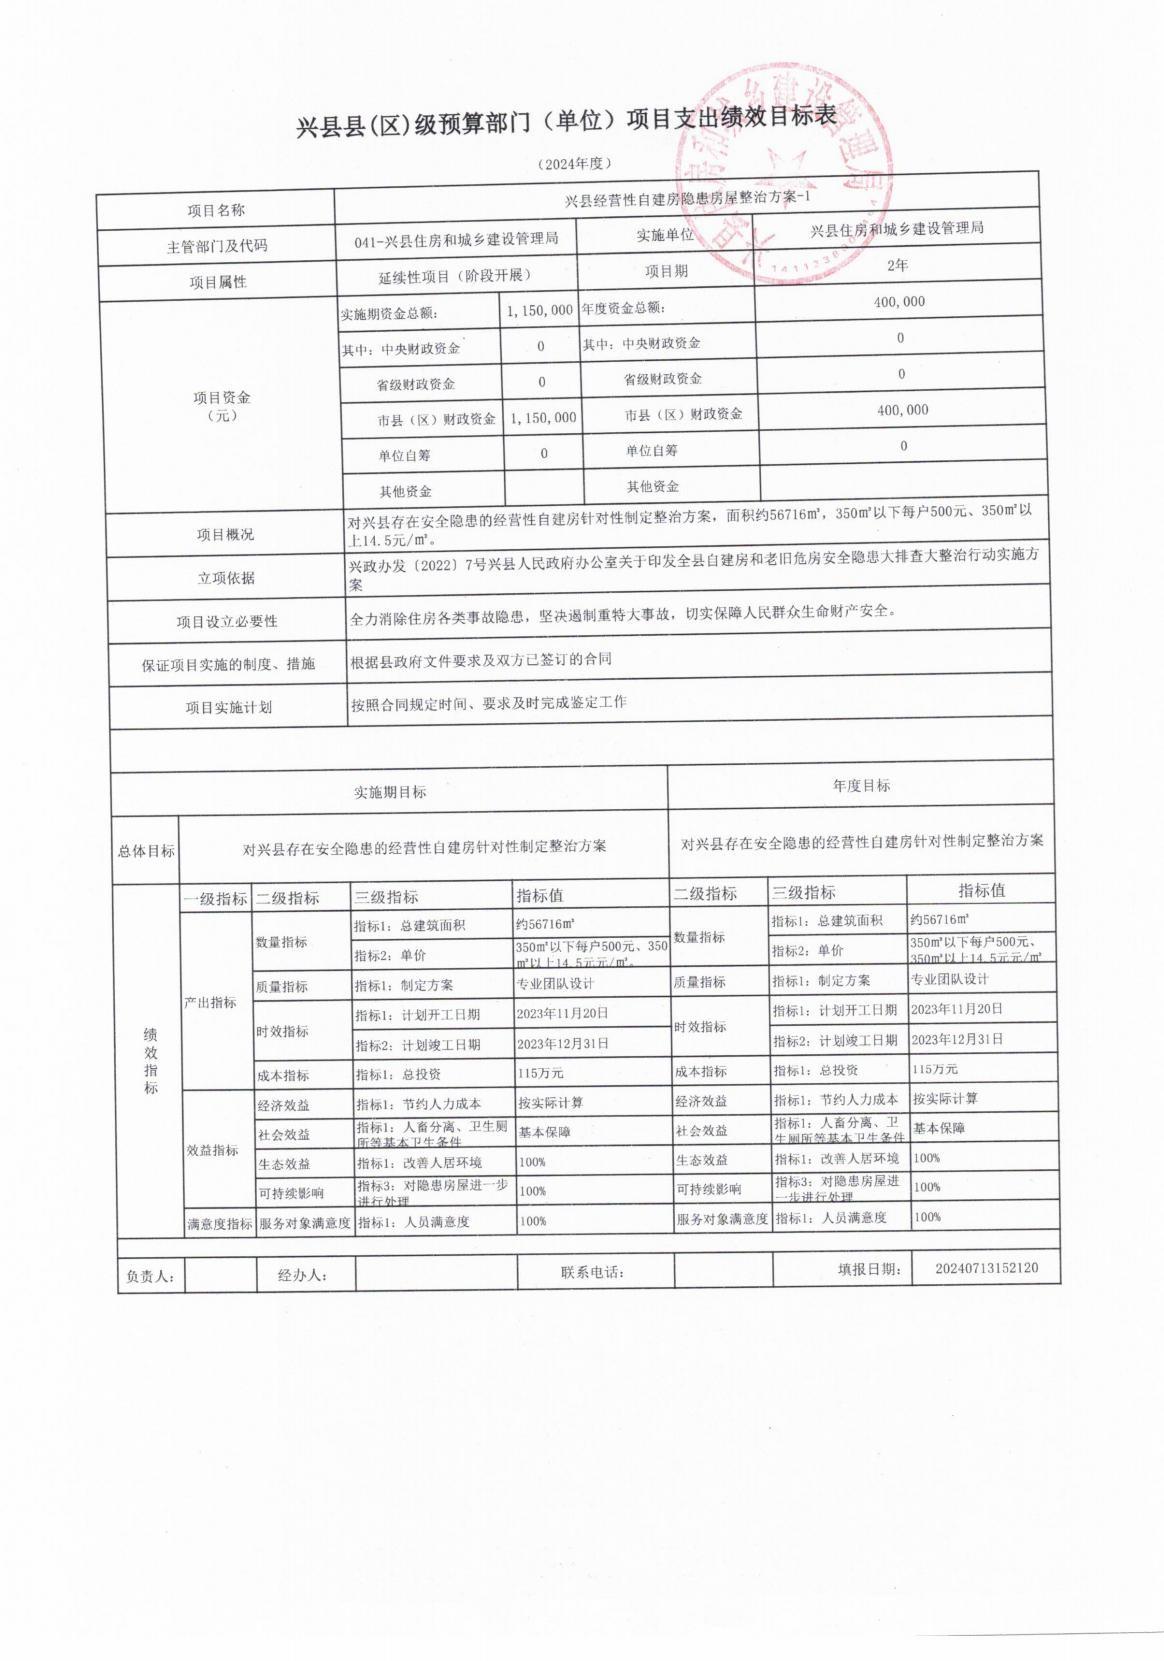 兴县县(区)级预算部门（单位）项目支出绩效目标表
（2024年度）
项目名称 兴县经营性自建房隐患房屋整治方案-1
主管部门及代码 041-兴县住房和城乡建设管理局 实施单位 兴县住房和城乡建设管理局
项目属性 延续性项目（阶段开展） 项目期 2年
项目资金
（元）
实施期资金总额: 1,150,000 年度资金总额: 400,000
其中: 中央财政资金 0 其中: 中央财政资金 0
省级财政资金 0 省级财政资金 0
市县（区）财政资金 1,150,000 市县（区）财政资金 400,000
单位自筹 0 单位自筹 0
其他资金 其他资金
项目概况 对兴县存在安全隐患的经营性自建房针对性制定整治方案，面积约56716㎡，350㎡以下每户500元、350㎡以
上14.5元/㎡。
立项依据 兴政办发〔2022〕7号兴县人民政府办公室关于印发全县自建房和老旧危房安全隐患大排查大整治行动实施方
案
项目设立必要性 全力消除住房各类事故隐患，坚决遏制重特大事故，切实保障人民群众生命财产安全。
保证项目实施的制度、措施 根据县政府文件要求及双方已签订的合同
项目实施计划 按照合同规定时间、要求及时完成鉴定工作
实施期目标 年度目标
总体目标 对兴县存在安全隐患的经营性自建房针对性制定整治方案 对兴县存在安全隐患的经营性自建房针对性制定整治方案
绩效指标
一级指标 二级指标 三级指标 指标值 二级指标 三级指标 指标值
产出指标
数量指标 指标1: 总建筑面积 约56716㎡ 数量指标 指标1: 总建筑面积 约56716㎡
指标2: 单价 350㎡以下每户500元、350 指标2: 单价 350㎡以下每户500元、
㎡以上14.5元元/㎡。 350㎡以上14.5元元/㎡
质量指标 指标1: 制定方案 专业团队设计 质量指标 指标1: 制定方案 专业团队设计
时效指标 指标1: 计划开工日期 2023年11月20日 时效指标 指标1: 计划开工日期 2023年11月20日
指标2: 计划竣工日期 2023年12月31日 指标2: 计划竣工日期 2023年12月31日
成本指标 指标1: 总投资 115万元 成本指标 指标1: 总投资 115万元
效益指标
经济效益 指标1: 节约人力成本 按实际计算 经济效益 指标1: 节约人力成本 按实际计算
社会效益 指标1: 人畜分离、卫生厕 基本保障 社会效益 指标1: 人畜分离、卫 基本保障
所等基本卫生条件 生厕所等基本卫生条件
生态效益 指标1: 改善人居环境 100% 生态效益 指标1: 改善人居环境 100%
可持续影响 指标3: 对隐患房屋进一步 100% 可持续影响 指标3: 对隐患房屋进 100%
进行处理 一步进行处理
满意度指标 服务对象满意度 指标1: 人员满意度 100% 服务对象满意度 指标1: 人员满意度 100%
负责人: 经办人: 联系电话: 填报日期: 20240713152120